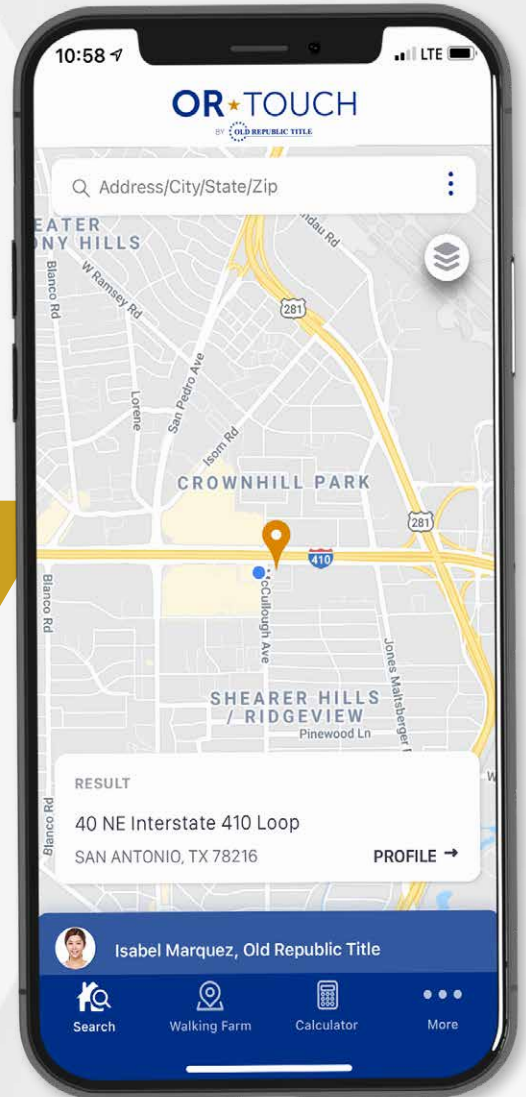 10:58
LTE
OR★TOUCH
BY OLD REPUBLIC TITLE
Address/City/State/Zip
EATER
NY HILLS
ndau Rd
Blanco Rd
W Ramsey Rd
281
San Pedro Ave
Lorene
Isom Rd
CROWNHILL PARK
281
410
Blanco Rd
McCullough Ave
Jones Maltsberger R
SHEARER HILLS
/ RIDGEVIEW
Pinewood Ln
W
RESULT
40 NE Interstate 410 Loop
SAN ANTONIO, TX 78216
PROFILE →
Blanco Rd
Isabel Marquez, Old Republic Title
Search
Walking Farm
Calculator
More